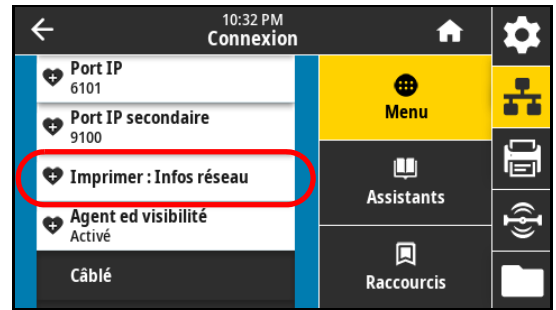 10:32 PM
Connexion
Port IP
6101
Port IP secondaire
9100
Imprimer : Infos réseau
Agent ed visibilité
Activé
Câblé
Menu
Assistants
Raccourcis